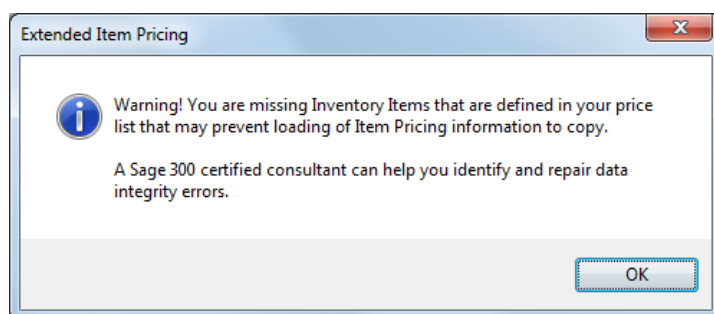 Extended Item Pricing
Warning! You are missing Inventory Items that are defined in your price
list that may prevent loading of Item Pricing information to copy.
A Sage 300 certified consultant can help you identify and repair data
integrity errors.
OK